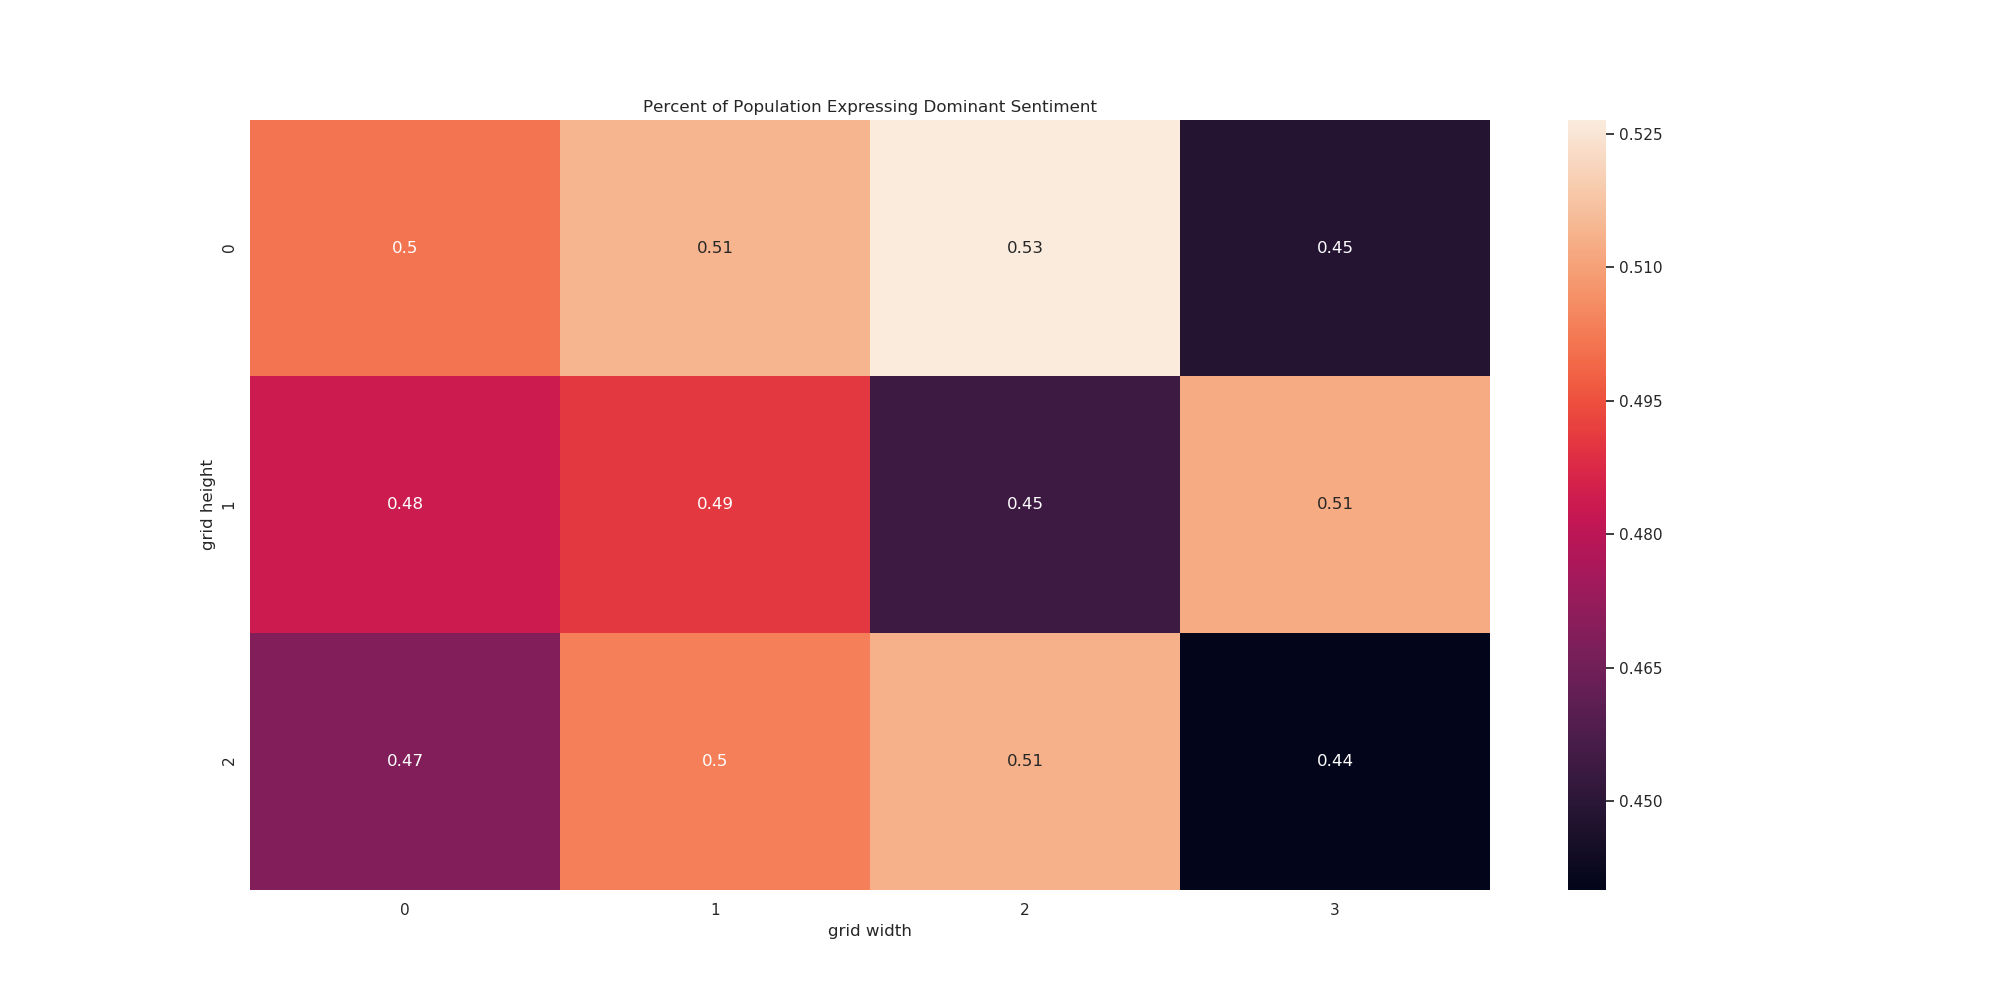 Percent of Population Expressing Dominant Sentiment
0.5 0.51 0.53 0.45
0.48 0.49 0.45 0.51
0.47 0.5 0.51 0.44
0
1
2
grid height
0 1 2 3
grid width
0.525
0.510
0.495
0.480
0.465
0.450